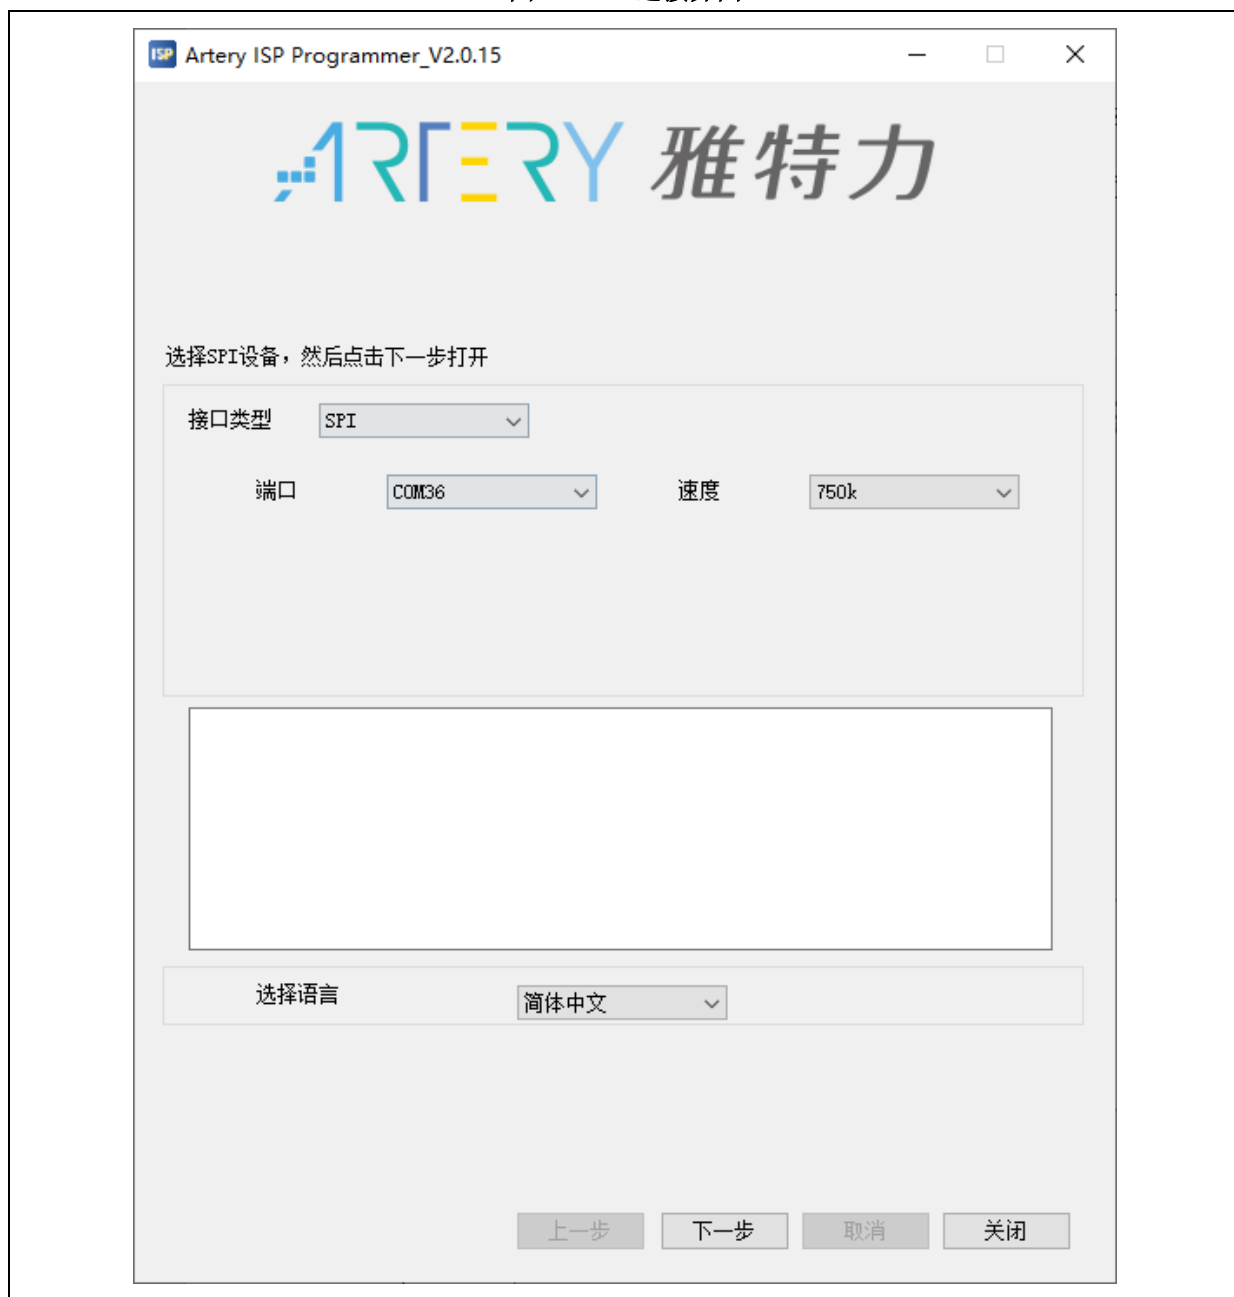 ISP Artery ISP Programmer_V2.0.15
ARTERY 雅特力
选择SPI设备，然后点击下一步打开
接口类型 SPI
端口 COM36 速度 750k
选择语言 简体中文
上一步 下一步 取消 关闭